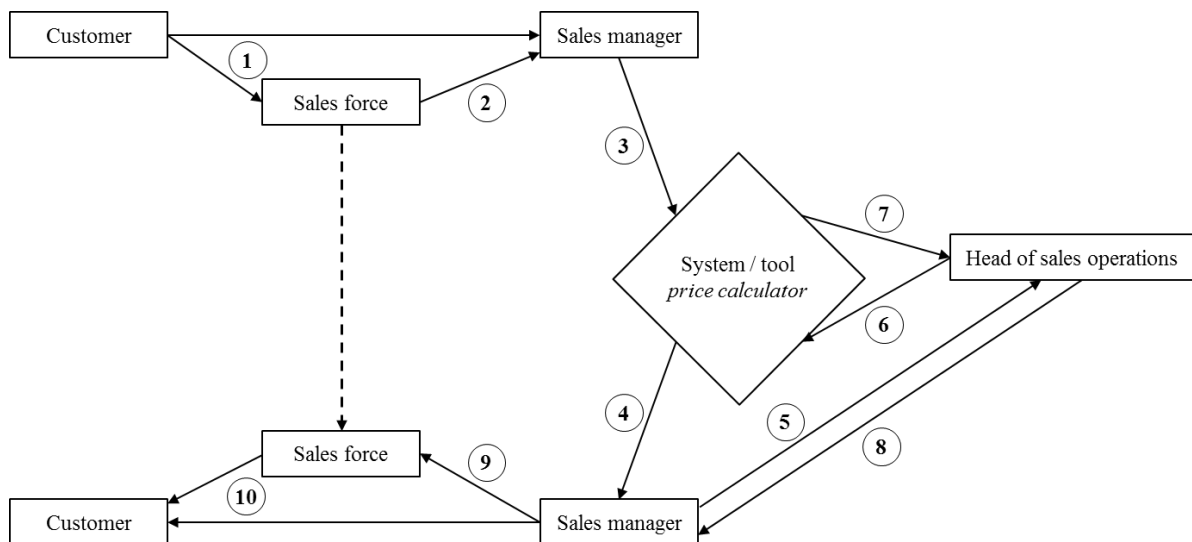 Customer
Sales manager
1
Sales force
2
3
7
System / tool
price calculator
Head of sales operations
6
4
5
8
Sales force
9
10
Customer
Sales manager